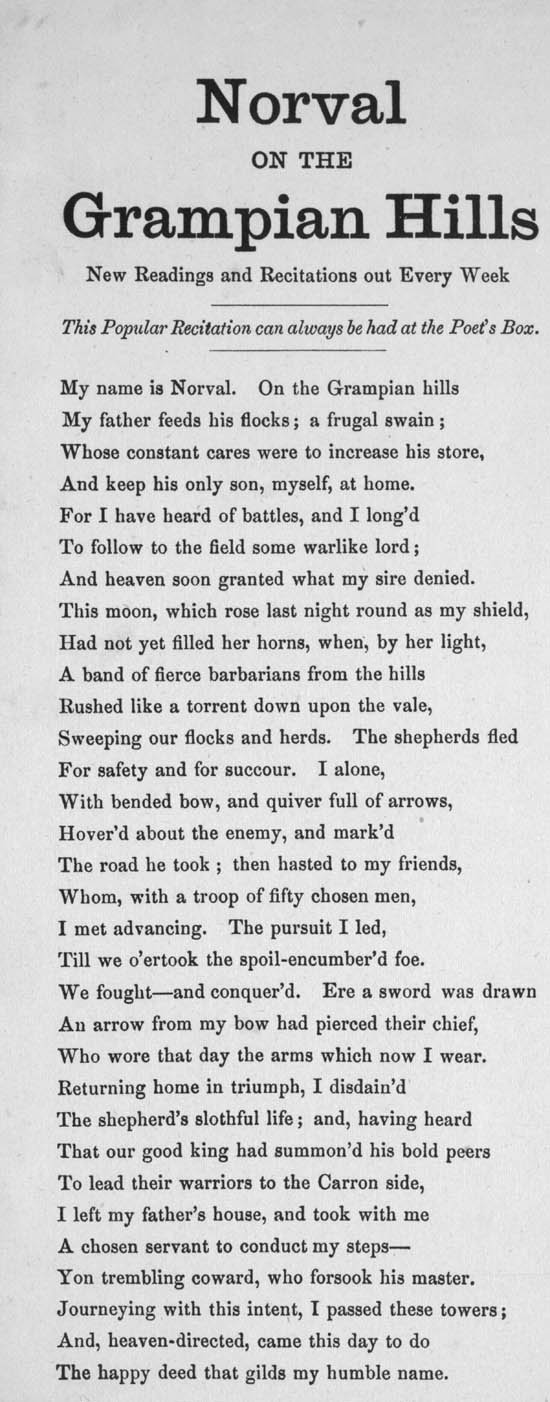 Norval
ON THE
Grampian Hills
New Readings and Recitations out Every Week
This Popular Recitation can always be had at the Poet's Box.
My name is Norval. On the Grampian hills
My father feeds his flocks; a frugal swain;
Whose constant cares were to increase his store,
And keep his only son, myself, at home.
For I have heard of battles, and I long'd
To follow to the field some warlike lord;
And heaven soon granted what my sire denied.
This moon, which rose last night round as my shield,
Had not yet filled her horns, when, by her light,
A band of fierce barbarians from the hills
Rushed like a torrent down upon the vale,
Sweeping our flocks and herds. The shepherds fled
For safety and for succour. I alone,
With bended bow, and quiver full of arrows,
Hover'd about the enemy, and mark'd
The road he took; then hasted to my friends,
Whom, with a troop of fifty chosen men,
I met advancing. The pursuit I led,
Till we o'ertook the spoil-encumber'd foe.
We fought—and conquer'd. Ere a sword was drawn
An arrow from my bow had pierced their chief,
Who wore that day the arms which now I wear.
Returning home in triumph, I disdain'd
The shepherd's slothful life; and, having heard
That our good king had summon'd his bold peers
To lead their warriors to the Carron side,
I left my father's house, and took with me
A chosen servant to conduct my steps—
Yon trembling coward, who forsook his master.
Journeying with this intent, I passed these towers;
And, heaven-directed, came this day to do
The happy deed that gilds my humble name.